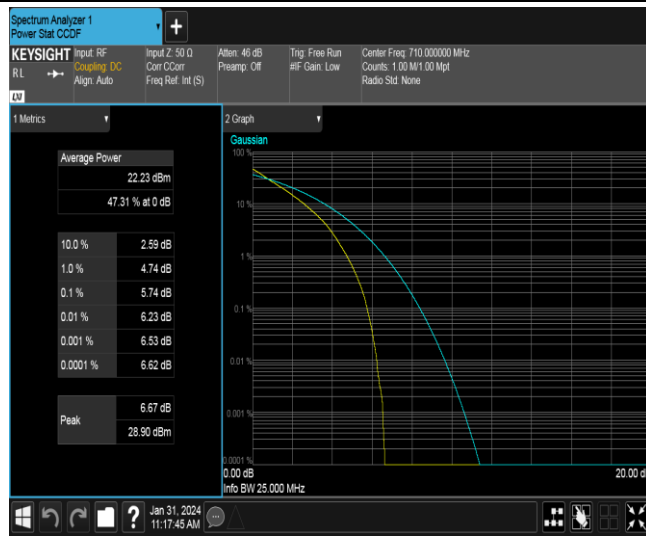 Spectrum Analyzer 1
Power Stat CCDF
+
KEYSIGHT
RL
LXI
Input: RF
Coupling: DC
Align: Auto
Input Z: 50 Ω
Corr CCorr
Freq Ref: Int (S)
Atten: 46 dB
Preamp: Off
Trig: Free Run
#IF Gain: Low
Center Freq: 710.000000 MHz
Counts: 1.00 M/1.00 Mpt
Radio Std: None
1 Metrics
Average Power
22.23 dBm
47.31 % at 0 dB
10.0 % 2.59 dB
1.0 % 4.74 dB
0.1 % 5.74 dB
0.01 % 6.23 dB
0.001 % 6.53 dB
0.0001 % 6.62 dB
Peak
6.67 dB
28.90 dBm
2 Graph
Gaussian
100 %
10 %
1 %
0.1 %
0.01 %
0.001 %
0.0001 %
0.00 dB 20.00 d
Info BW 25.000 MHz
?
Jan 31, 2024
11:17:45 AM